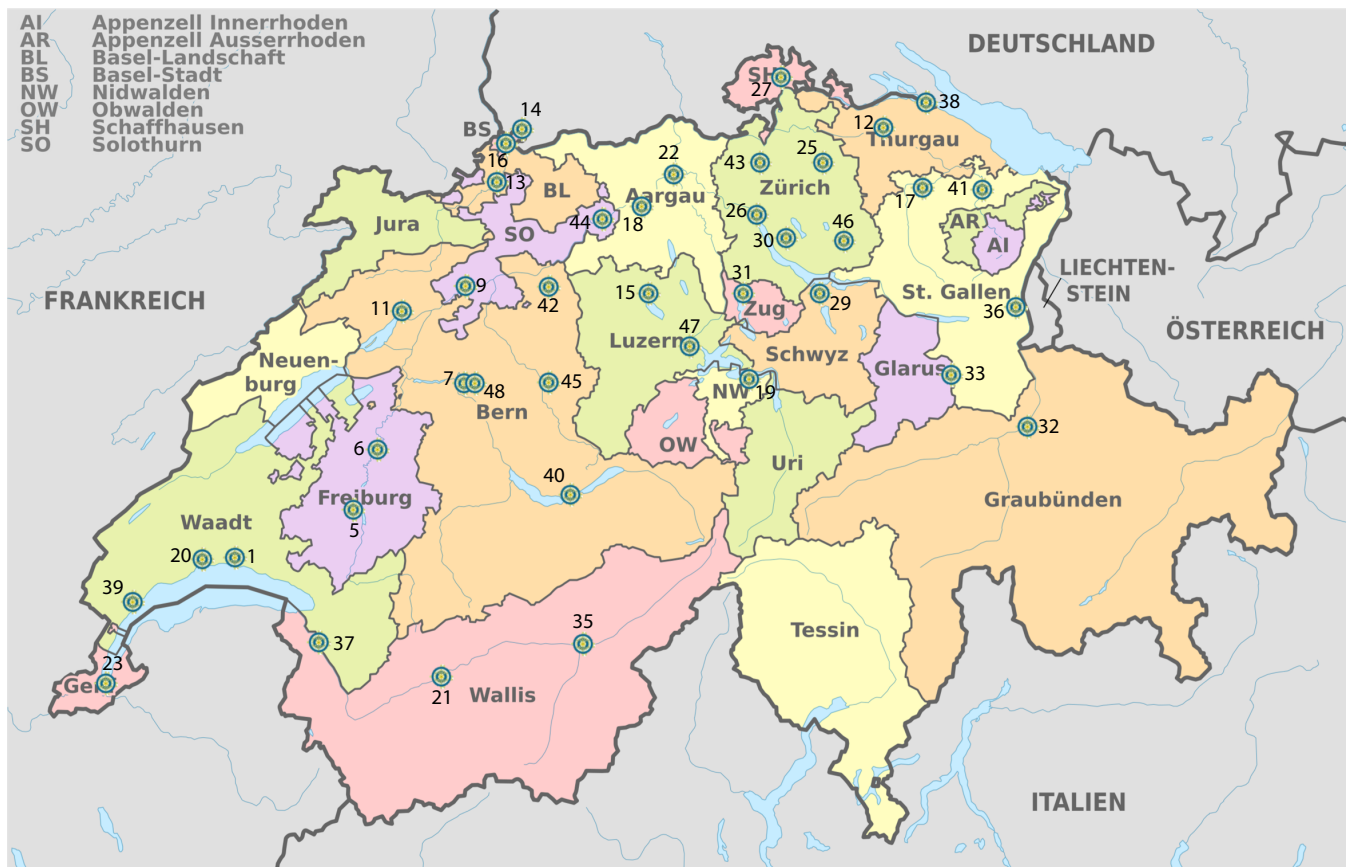 AI Appenzell Innerrhoden
AR Appenzell Ausserrhoden
BL Basel-Landschaft
BS Basel-Stadt
NW Nidwalden
OW Obwalden
SH Schaffhausen
SO Solothurn
DEUTSCHLAND
SH
27
38
14
BS
12
Thurgau
16
22
43
25
13
BL
Aargau
Zürich
17
41
Jura
44
18
26
AR
SO
30
46
AI
FRANKREICH
9
42
15
31
29
St. Gallen
LIECHTEN-
STEIN
11
Zug
36
ÖSTERREICH
Neuen-
burg
Luzern
47
Schwyz
Glarus
7
48
45
NW
19
33
Bern
32
6
OW
Uri
Freiburg
40
Graubünden
5
Waadt
20
1
39
37
35
Tessin
23
Genf
21
Wallis
ITALIEN